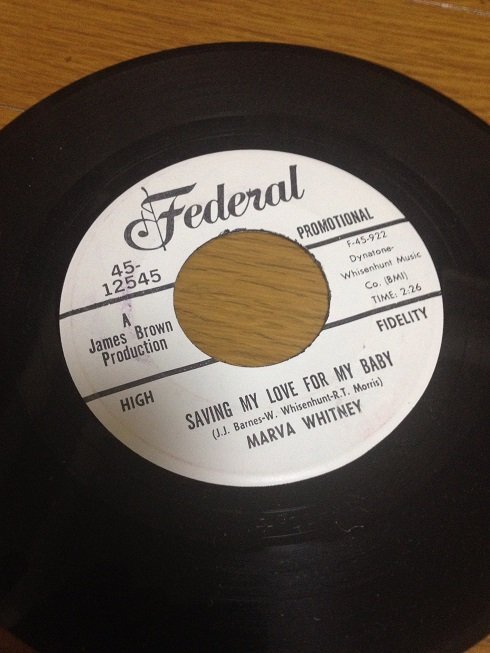 Federal
PROMOTIONAL
45-
12545
F-45-922
Dynatone-
Whisenhunt Music
Co. (BMI)
TIME: 2:26
A
James Brown
Production
HIGH
FIDELITY
SAVING MY LOVE FOR MY BABY
(J.J. Barnes-W. Whisenhunt-R.T. Morris)
MARVA WHITNEY